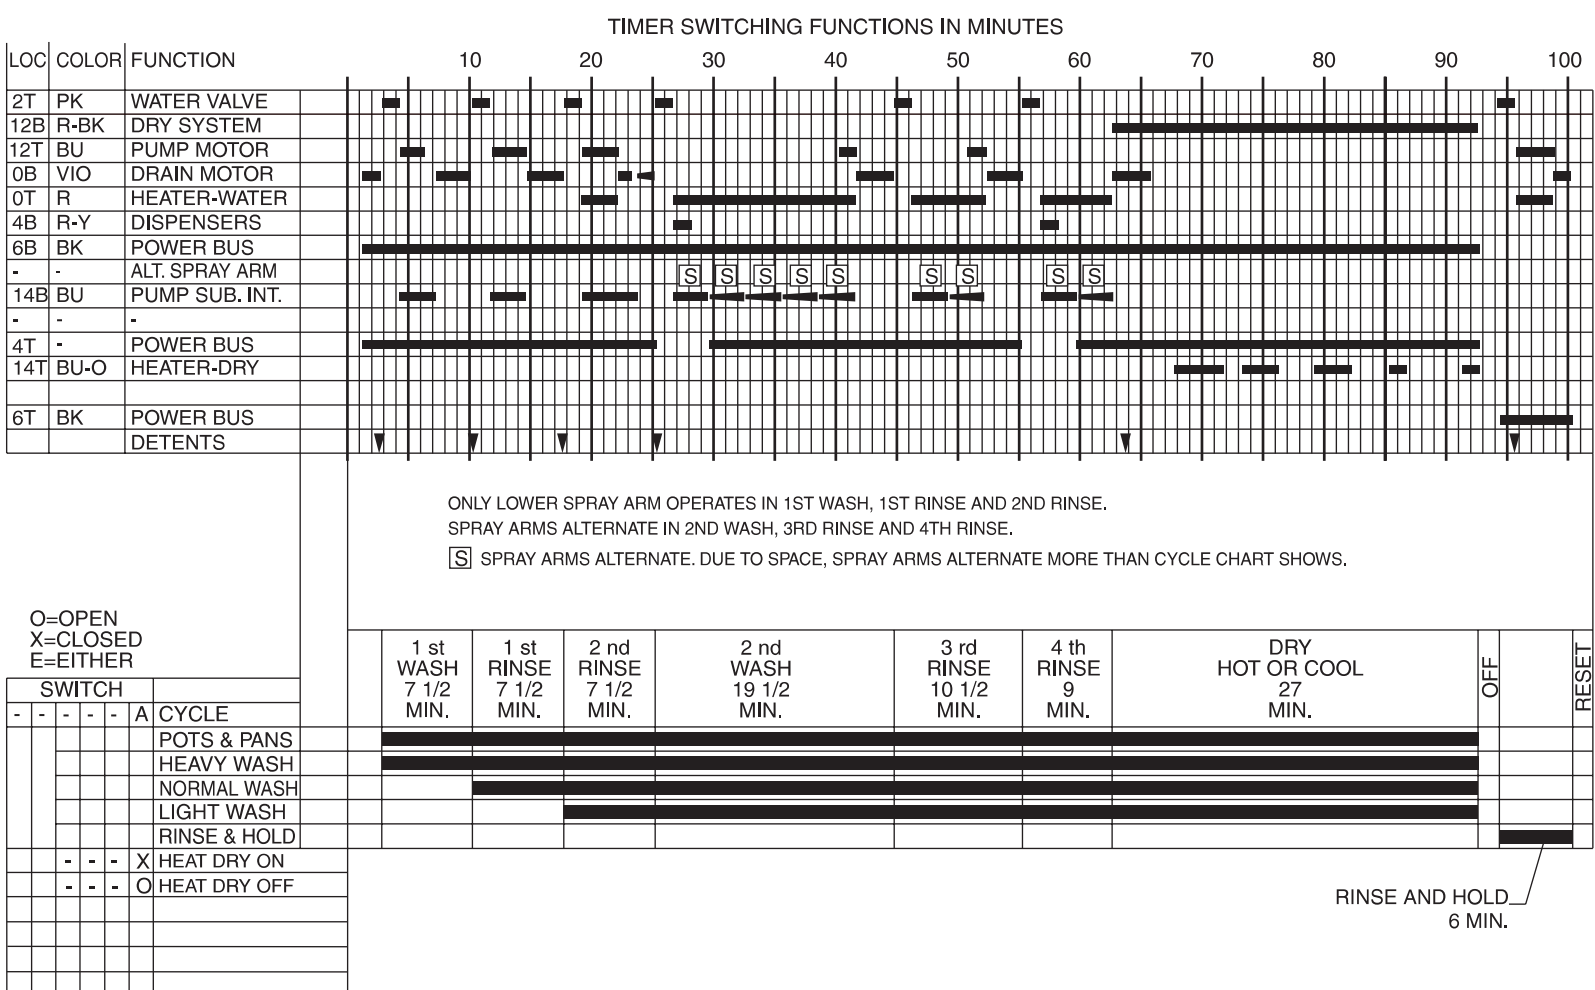 TIMER SWITCHING FUNCTIONS IN MINUTES
LOC COLOR FUNCTION 10 20 30 40 50 60 70 80 90 100
2T PK WATER VALVE
12B R-BK DRY SYSTEM
12T BU PUMP MOTOR
0B VIO DRAIN MOTOR
0T R HEATER-WATER
4B R-Y DISPENSERS
6B BK POWER BUS
- - ALT. SPRAY ARM S S S S S S S S S
14B BU PUMP SUB. INT.
- - -
4T - POWER BUS
14T BU-O HEATER-DRY
6T BK POWER BUS
DETENTS
ONLY LOWER SPRAY ARM OPERATES IN 1ST WASH, 1ST RINSE AND 2ND RINSE.
SPRAY ARMS ALTERNATE IN 2ND WASH, 3RD RINSE AND 4TH RINSE.
S SPRAY ARMS ALTERNATE. DUE TO SPACE, SPRAY ARMS ALTERNATE MORE THAN CYCLE CHART SHOWS.
O=OPEN
X=CLOSED
E=EITHER
1 st
WASH
7 1/2
MIN.
1 st
RINSE
7 1/2
MIN.
2 nd
RINSE
7 1/2
MIN.
2 nd
WASH
19 1/2
MIN.
3 rd
RINSE
10 1/2
MIN.
4 th
RINSE
9
MIN.
DRY
HOT OR COOL
27
MIN.
OFF
RESET
SWITCH
- - - - - A CYCLE
POTS & PANS
HEAVY WASH
NORMAL WASH
LIGHT WASH
RINSE & HOLD
- - - X HEAT DRY ON
- - - O HEAT DRY OFF
RINSE AND HOLD
6 MIN.